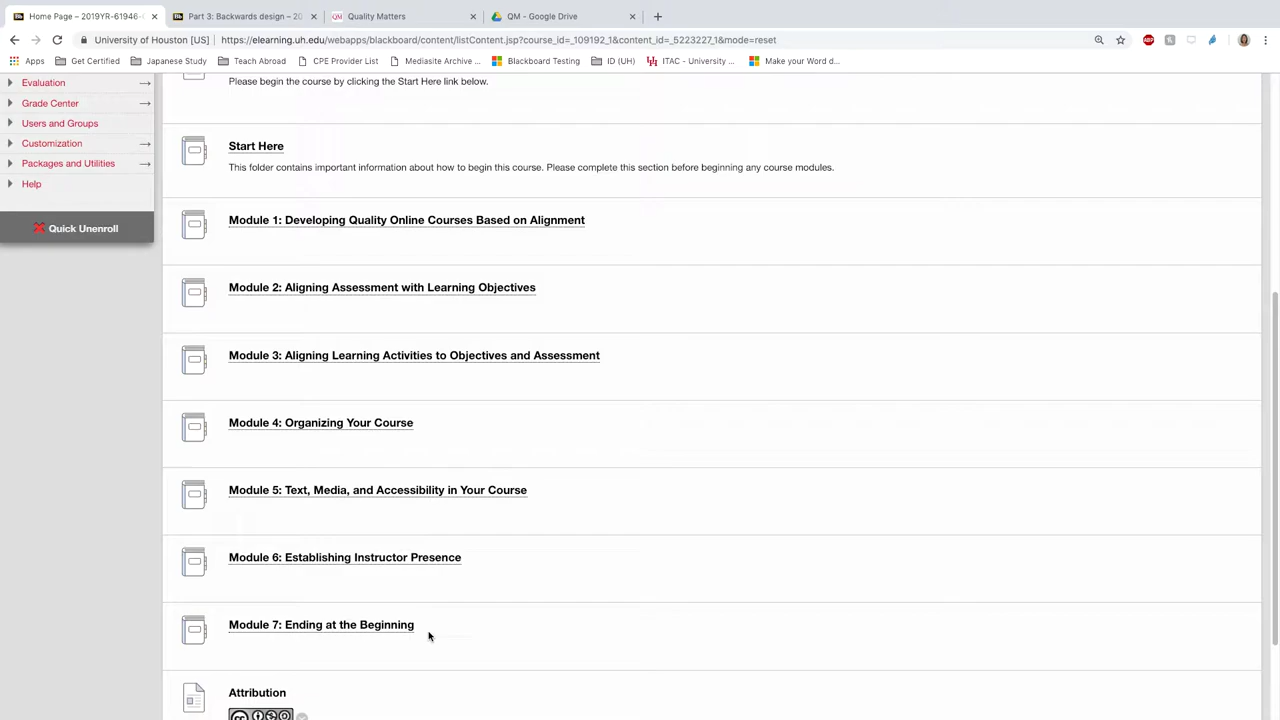 Home Page – 2019YR-61946-
Part 3: Backwards design – 20
QM
Quality Matters
QM - Google Drive
University of Houston [US]
https://elearning.uh.edu/webapps/blackboard/content/listContent.jsp?course_id=_109192_1&content_id=_5223227_1&mode=reset
ABP
Apps
Get Certified
Japanese Study
Teach Abroad
CPE Provider List
Mediasite Archive ...
Blackboard Testing
ID (UH)
ITAC - University ...
Make your Word d...
Evaluation
Grade Center
Users and Groups
Customization
Packages and Utilities
Help
Quick Unenroll
Please begin the course by clicking the Start Here link below.
Start Here
This folder contains important information about how to begin this course. Please complete this section before beginning any course modules.
Module 1: Developing Quality Online Courses Based on Alignment
Module 2: Aligning Assessment with Learning Objectives
Module 3: Aligning Learning Activities to Objectives and Assessment
Module 4: Organizing Your Course
Module 5: Text, Media, and Accessibility in Your Course
Module 6: Establishing Instructor Presence
Module 7: Ending at the Beginning
Attribution